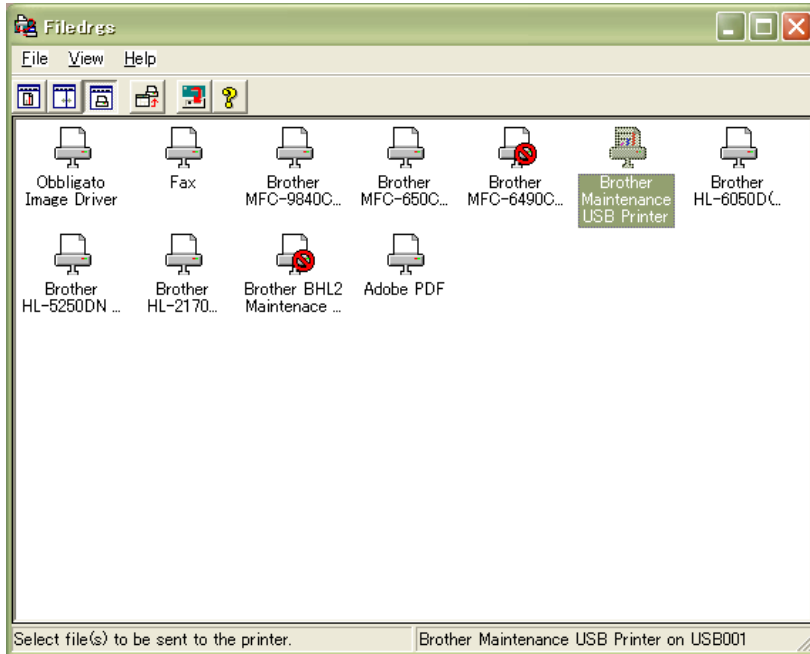 Filedrgs
File View Help
Obbligato
Image Driver
Fax
Brother
MFC-9840C...
Brother
MFC-650C...
Brother
MFC-6490C...
Brother
Maintenance
USB Printer
Brother
HL-6050D(...
Brother
HL-5250DN ...
Brother
HL-2170...
Brother BHL2
Maintenace ...
Adobe PDF
Select file(s) to be sent to the printer.
Brother Maintenance USB Printer on USB001